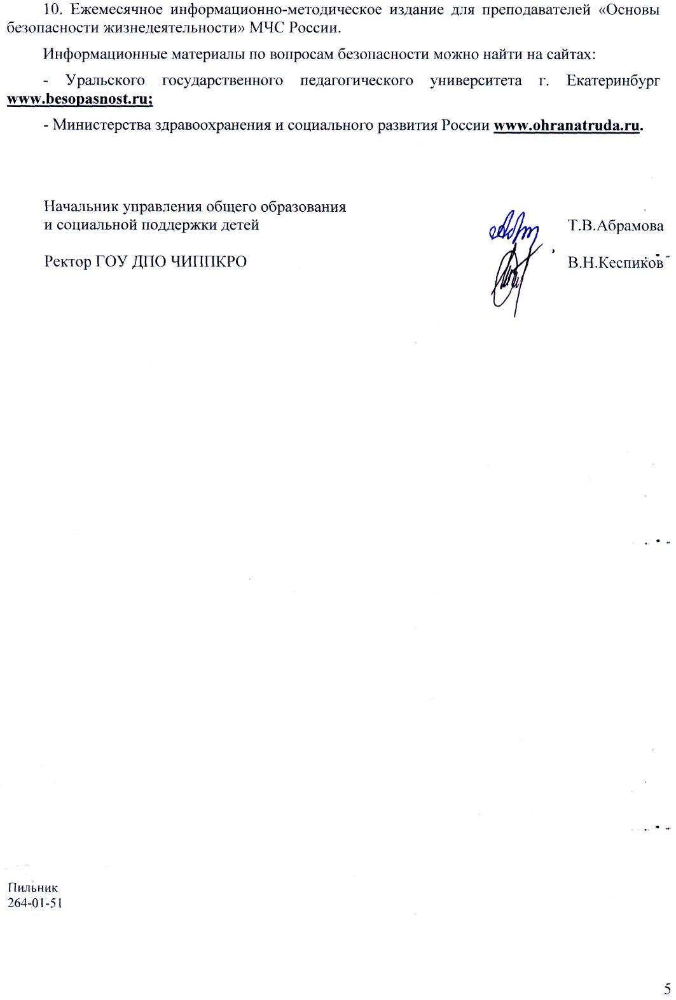 10. Ежемесячное информационно-методическое издание для преподавателей «Основы
безопасности жизнедеятельности» МЧС России.
Информационные материалы по вопросам безопасности можно найти на сайтах:
- Уральского государственного педагогического университета г. Екатеринбург
www.besopasnost.ru;
- Министерства здравоохранения и социального развития России www.ohranatruda.ru.
Начальник управления общего образования
и социальной поддержки детей Т.В.Абрамова
Ректор ГОУ ДПО ЧИППКРО В.Н.Кеспиков
Пильник
264-01-51
5